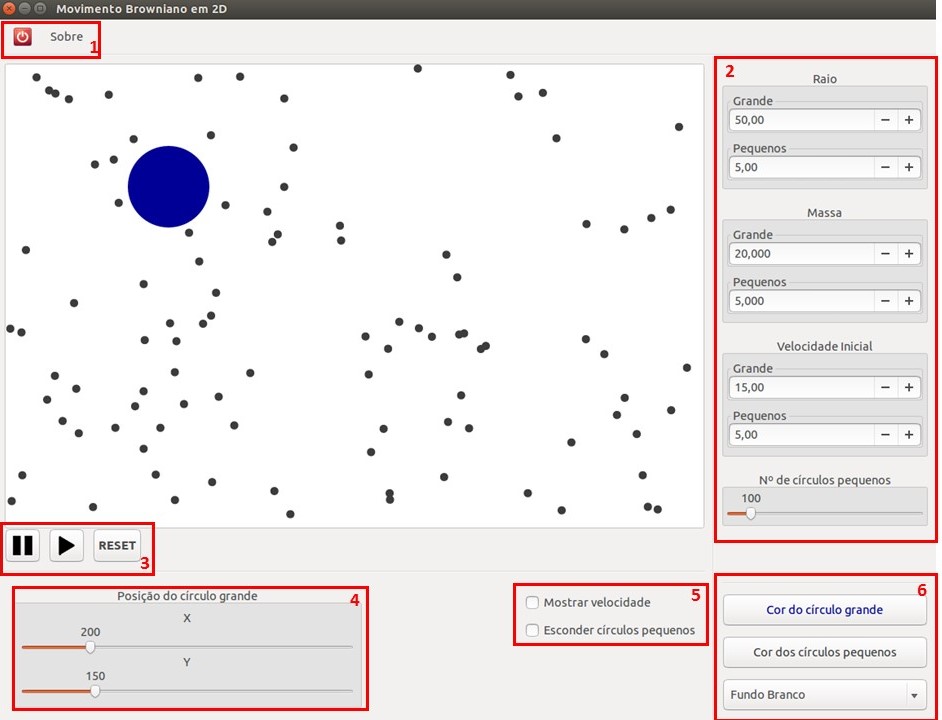 Movimento Browniano em 2D
Sobre
1
2
Raio
Grande
50,00
Pequenos
5,00
Massa
Grande
20,000
Pequenos
5,000
Velocidade Inicial
Grande
15,00
Pequenos
5,00
Nº de círculos pequenos
100
RESET
3
Posição do círculo grande
4
X
200
Y
150
Mostrar velocidade
5
Esconder círculos pequenos
6
Cor do círculo grande
Cor dos círculos pequenos
Fundo Branco